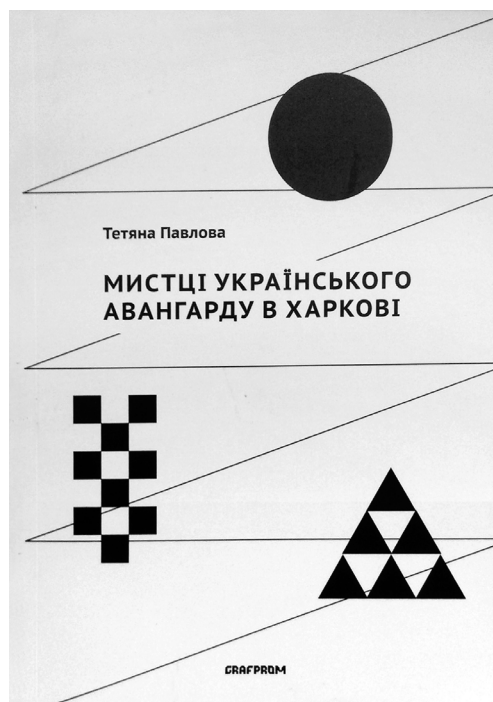 Тетяна Павлова
МИСТЦІ УКРАЇНСЬКОГО
АВАНГАРДУ В ХАРКОВІ
GRAFPROM